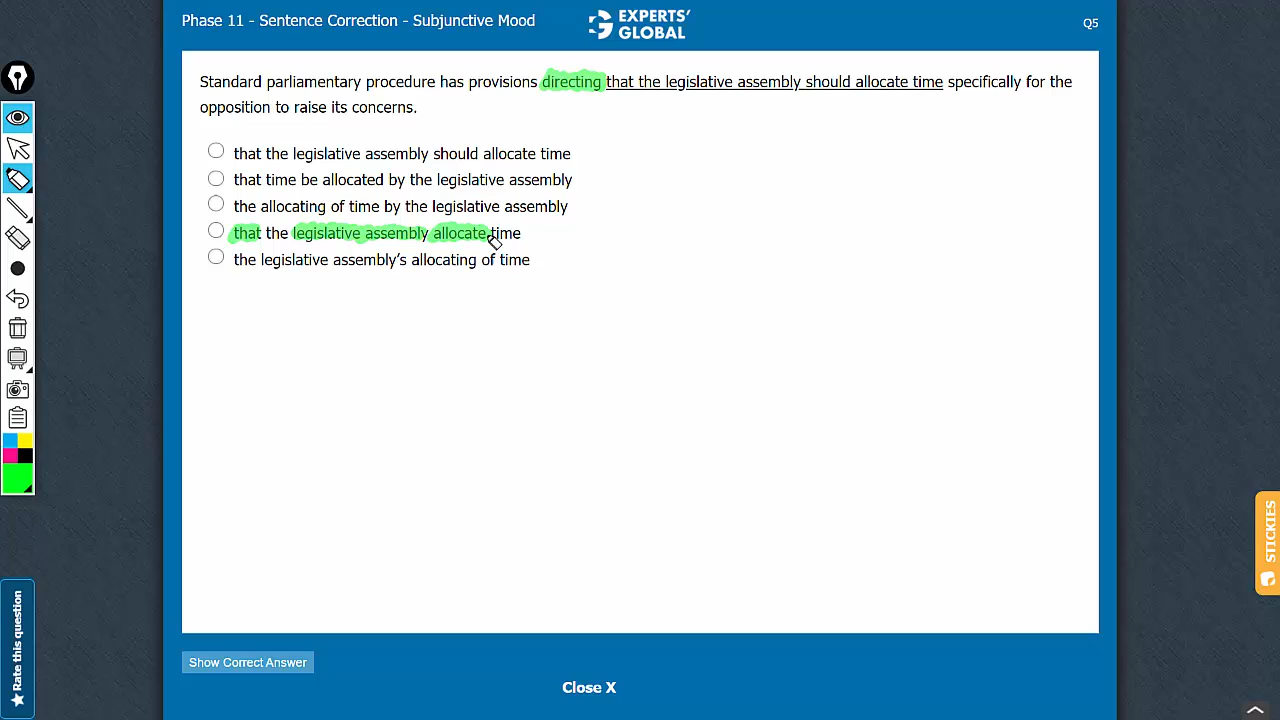 Phase 11 - Sentence Correction - Subjunctive Mood
EXPERTS'
GLOBAL
Q5
Standard parliamentary procedure has provisions directing that the legislative assembly should allocate time specifically for the
opposition to raise its concerns.
that the legislative assembly should allocate time
that time be allocated by the legislative assembly
the allocating of time by the legislative assembly
that the legislative assembly allocate time
the legislative assembly’s allocating of time
STICKIES
Rate this question
Show Correct Answer
Close X